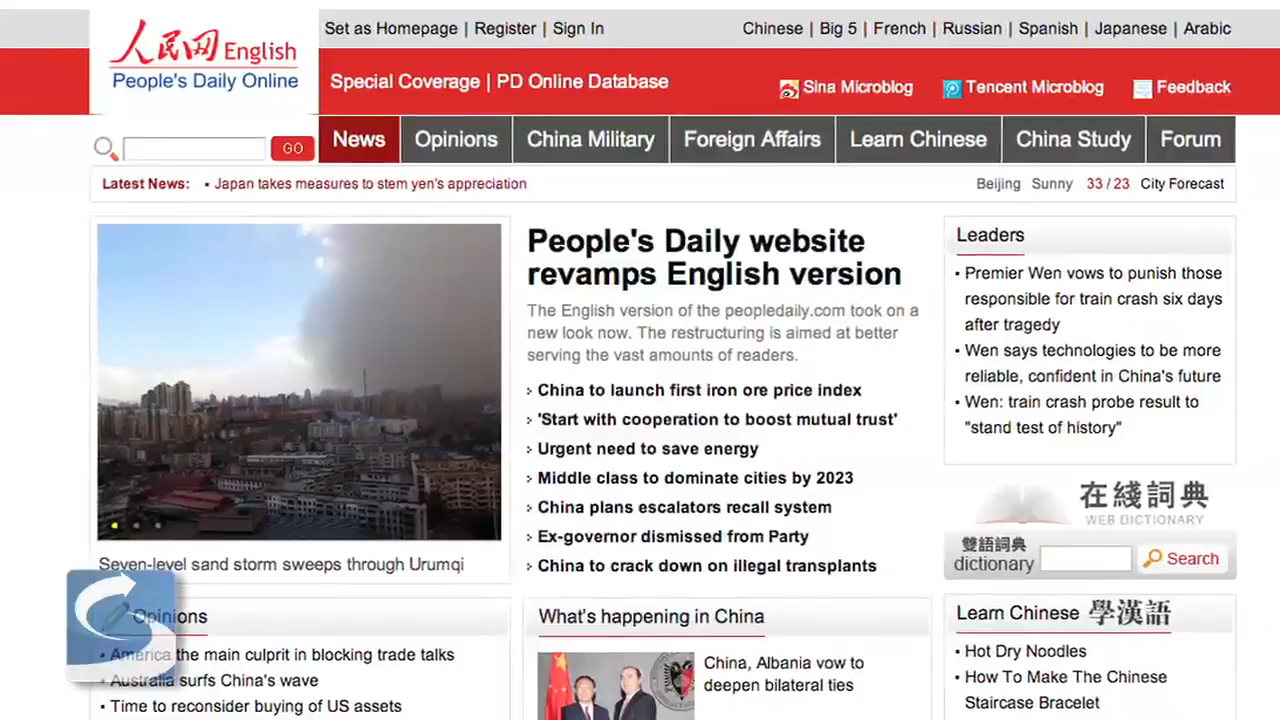 Set as Homepage | Register | Sign In
Chinese | Big 5 | French | Russian | Spanish | Japanese | Arabic
人民网 English
People's Daily Online
Special Coverage | PD Online Database
Sina Microblog
Tencent Microblog
Feedback
GO
News
Opinions
China Military
Foreign Affairs
Learn Chinese
China Study
Forum
Latest News: ▪ Japan takes measures to stem yen's appreciation
Beijing Sunny 33 / 23 City Forecast
Seven-level sand storm sweeps through Urumqi
People's Daily website
revamps English version
The English version of the peopledaily.com took on a
new look now. The restructuring is aimed at better
serving the vast amounts of readers.
China to launch first iron ore price index
'Start with cooperation to boost mutual trust'
Urgent need to save energy
Middle class to dominate cities by 2023
China plans escalators recall system
Ex-governor dismissed from Party
China to crack down on illegal transplants
Leaders
Premier Wen vows to punish those
responsible for train crash six days
after tragedy
Wen says technologies to be more
reliable, confident in China's future
Wen: train crash probe result to
"stand test of history"
在綫詞典
WEB DICTIONARY
雙語詞典
dictionary
Search
Opinions
America the main culprit in blocking trade talks
Australia surfs China's wave
Time to reconsider buying of US assets
What's happening in China
China, Albania vow to
deepen bilateral ties
Learn Chinese 學漢語
Hot Dry Noodles
How To Make The Chinese
Staircase Bracelet